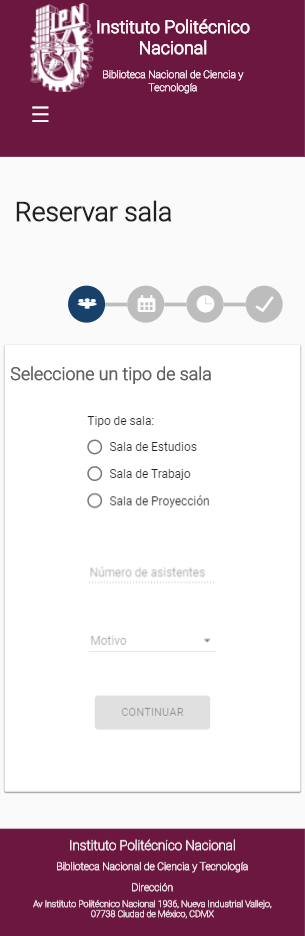 IPN
Instituto Politécnico
Nacional
Biblioteca Nacional de Ciencia y
Tecnología
Reservar sala
Seleccione un tipo de sala
Tipo de sala:
Sala de Estudios
Sala de Trabajo
Sala de Proyección
Número de asistentes
Motivo
CONTINUAR
Instituto Politécnico Nacional
Biblioteca Nacional de Ciencia y Tecnología
Dirección
Av Instituto Politécnico Nacional 1936, Nueva Industrial Vallejo,
07738 Ciudad de México, CDMX